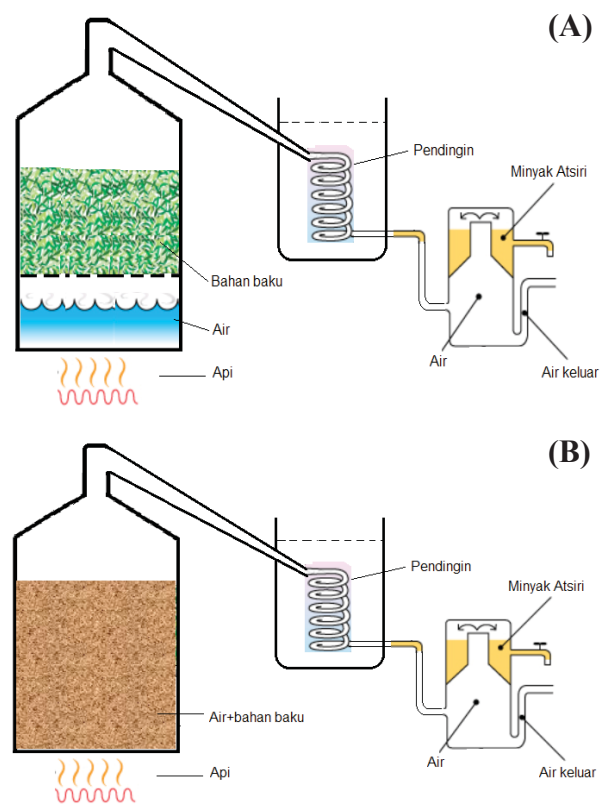 (A)
Pendingin
Minyak Atsiri
Bahan baku
Air
Api
Air
Air keluar
(B)
Pendingin
Minyak Atsiri
Air+bahan baku
Api
Air
Air keluar